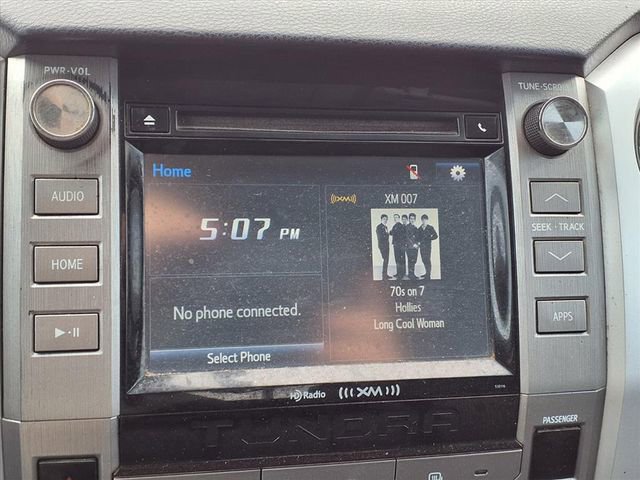 PWR•VOL
TUNE•SCROLL
AUDIO
HOME
Home
5:07 PM
No phone connected.
Select Phone
((XM))
XM 007
70s on 7
Hollies
Long Cool Woman
SEEK•TRACK
APPS
HD Radio
(((XM)))
TUNDRA
PASSENGER